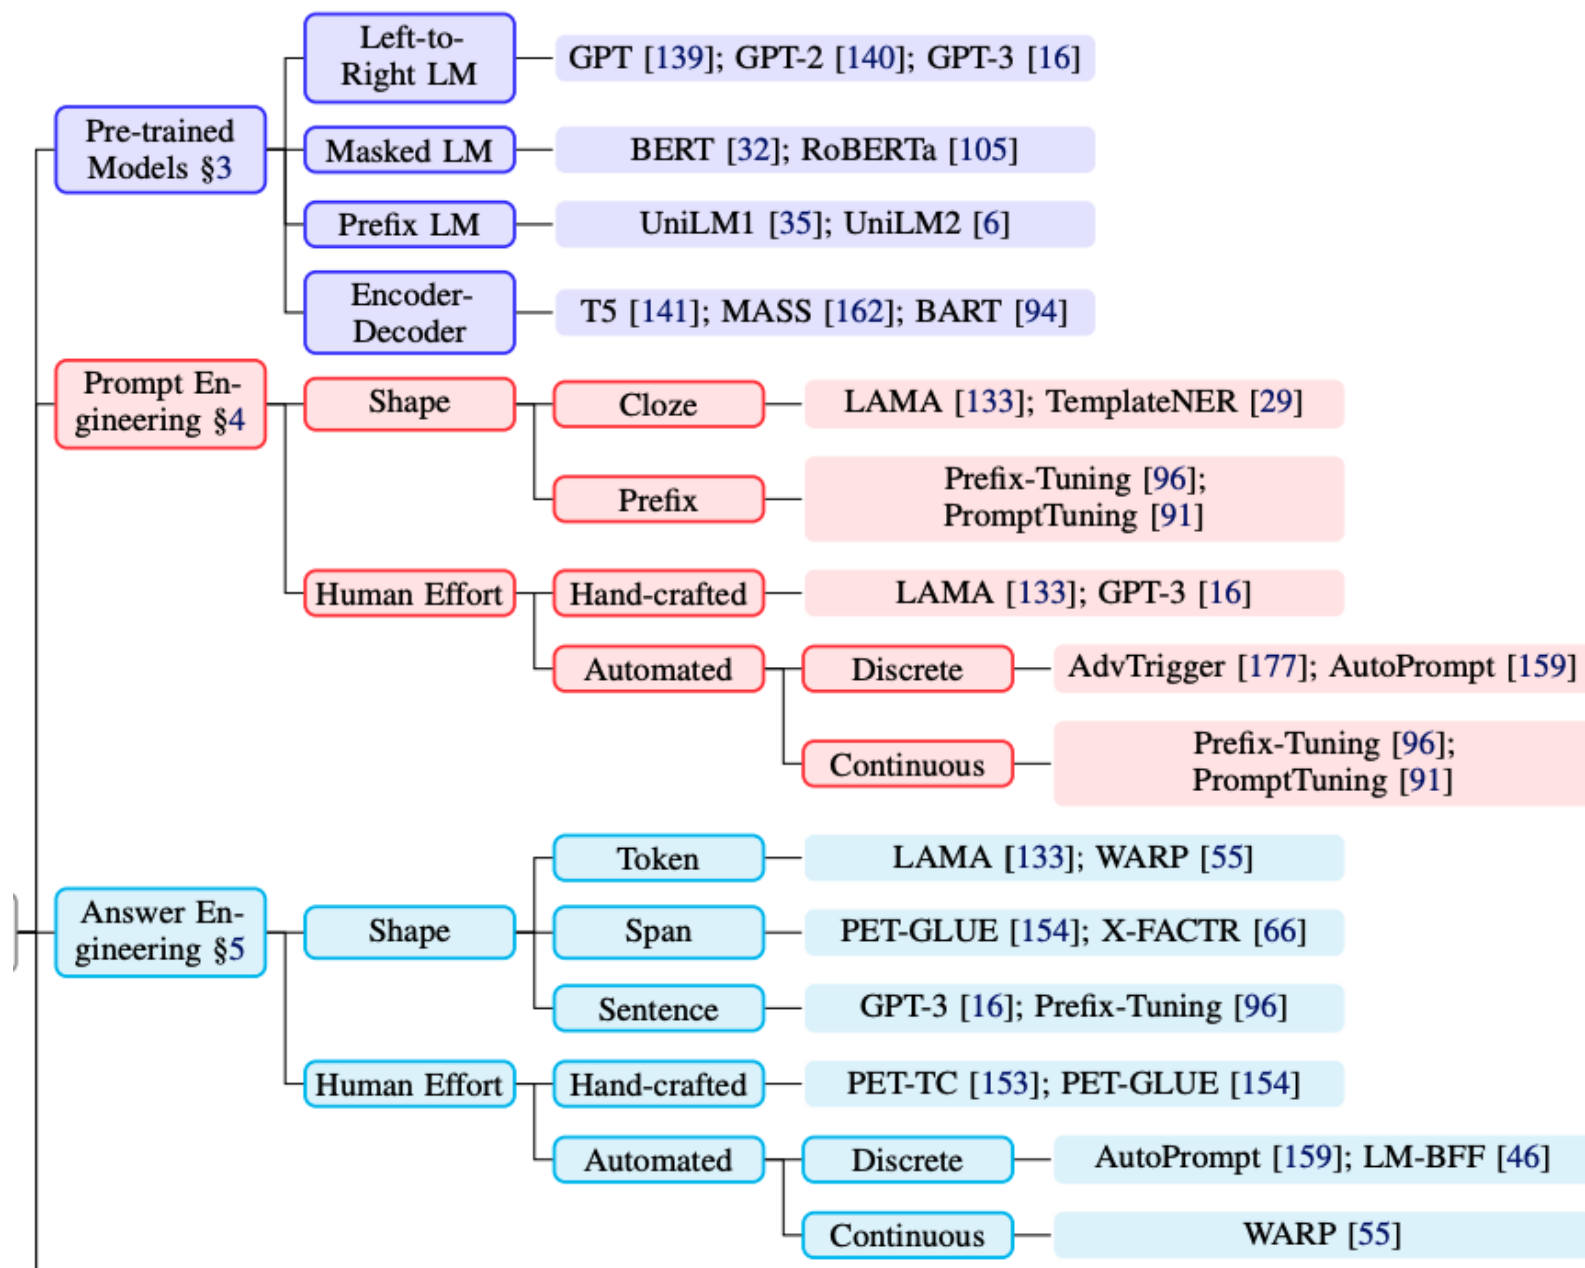 Left-to-
Right LM
GPT [139]; GPT-2 [140]; GPT-3 [16]
Pre-trained
Models §3
Masked LM
BERT [32]; RoBERTa [105]
Prefix LM
UniLM1 [35]; UniLM2 [6]
Encoder-
Decoder
T5 [141]; MASS [162]; BART [94]
Prompt En-
gineering §4
Shape
Cloze
LAMA [133]; TemplateNER [29]
Prefix
Prefix-Tuning [96];
PromptTuning [91]
Human Effort
Hand-crafted
LAMA [133]; GPT-3 [16]
Automated
Discrete
AdvTrigger [177]; AutoPrompt [159]
Continuous
Prefix-Tuning [96];
PromptTuning [91]
Answer En-
gineering §5
Shape
Token
LAMA [133]; WARP [55]
Span
PET-GLUE [154]; X-FACTR [66]
Sentence
GPT-3 [16]; Prefix-Tuning [96]
Human Effort
Hand-crafted
PET-TC [153]; PET-GLUE [154]
Automated
Discrete
AutoPrompt [159]; LM-BFF [46]
Continuous
WARP [55]